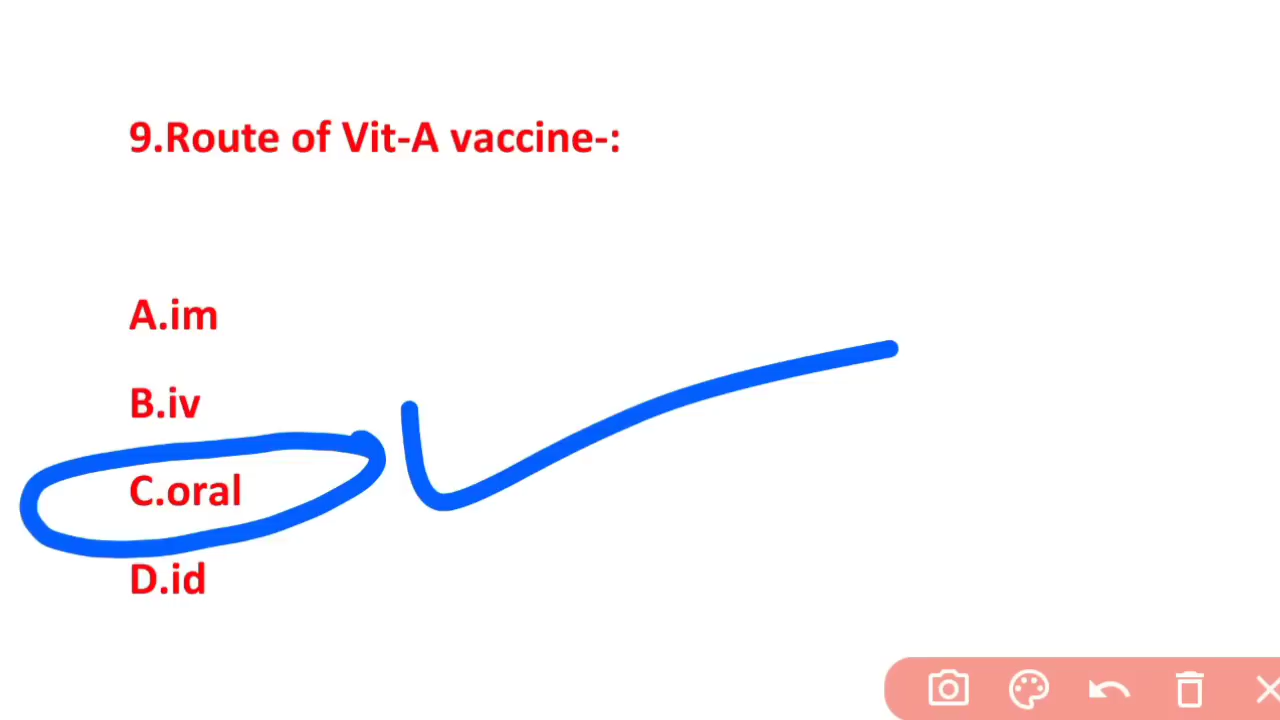 9.Route of Vit-A vaccine-:
A.im
B.iv
C.oral
D.id